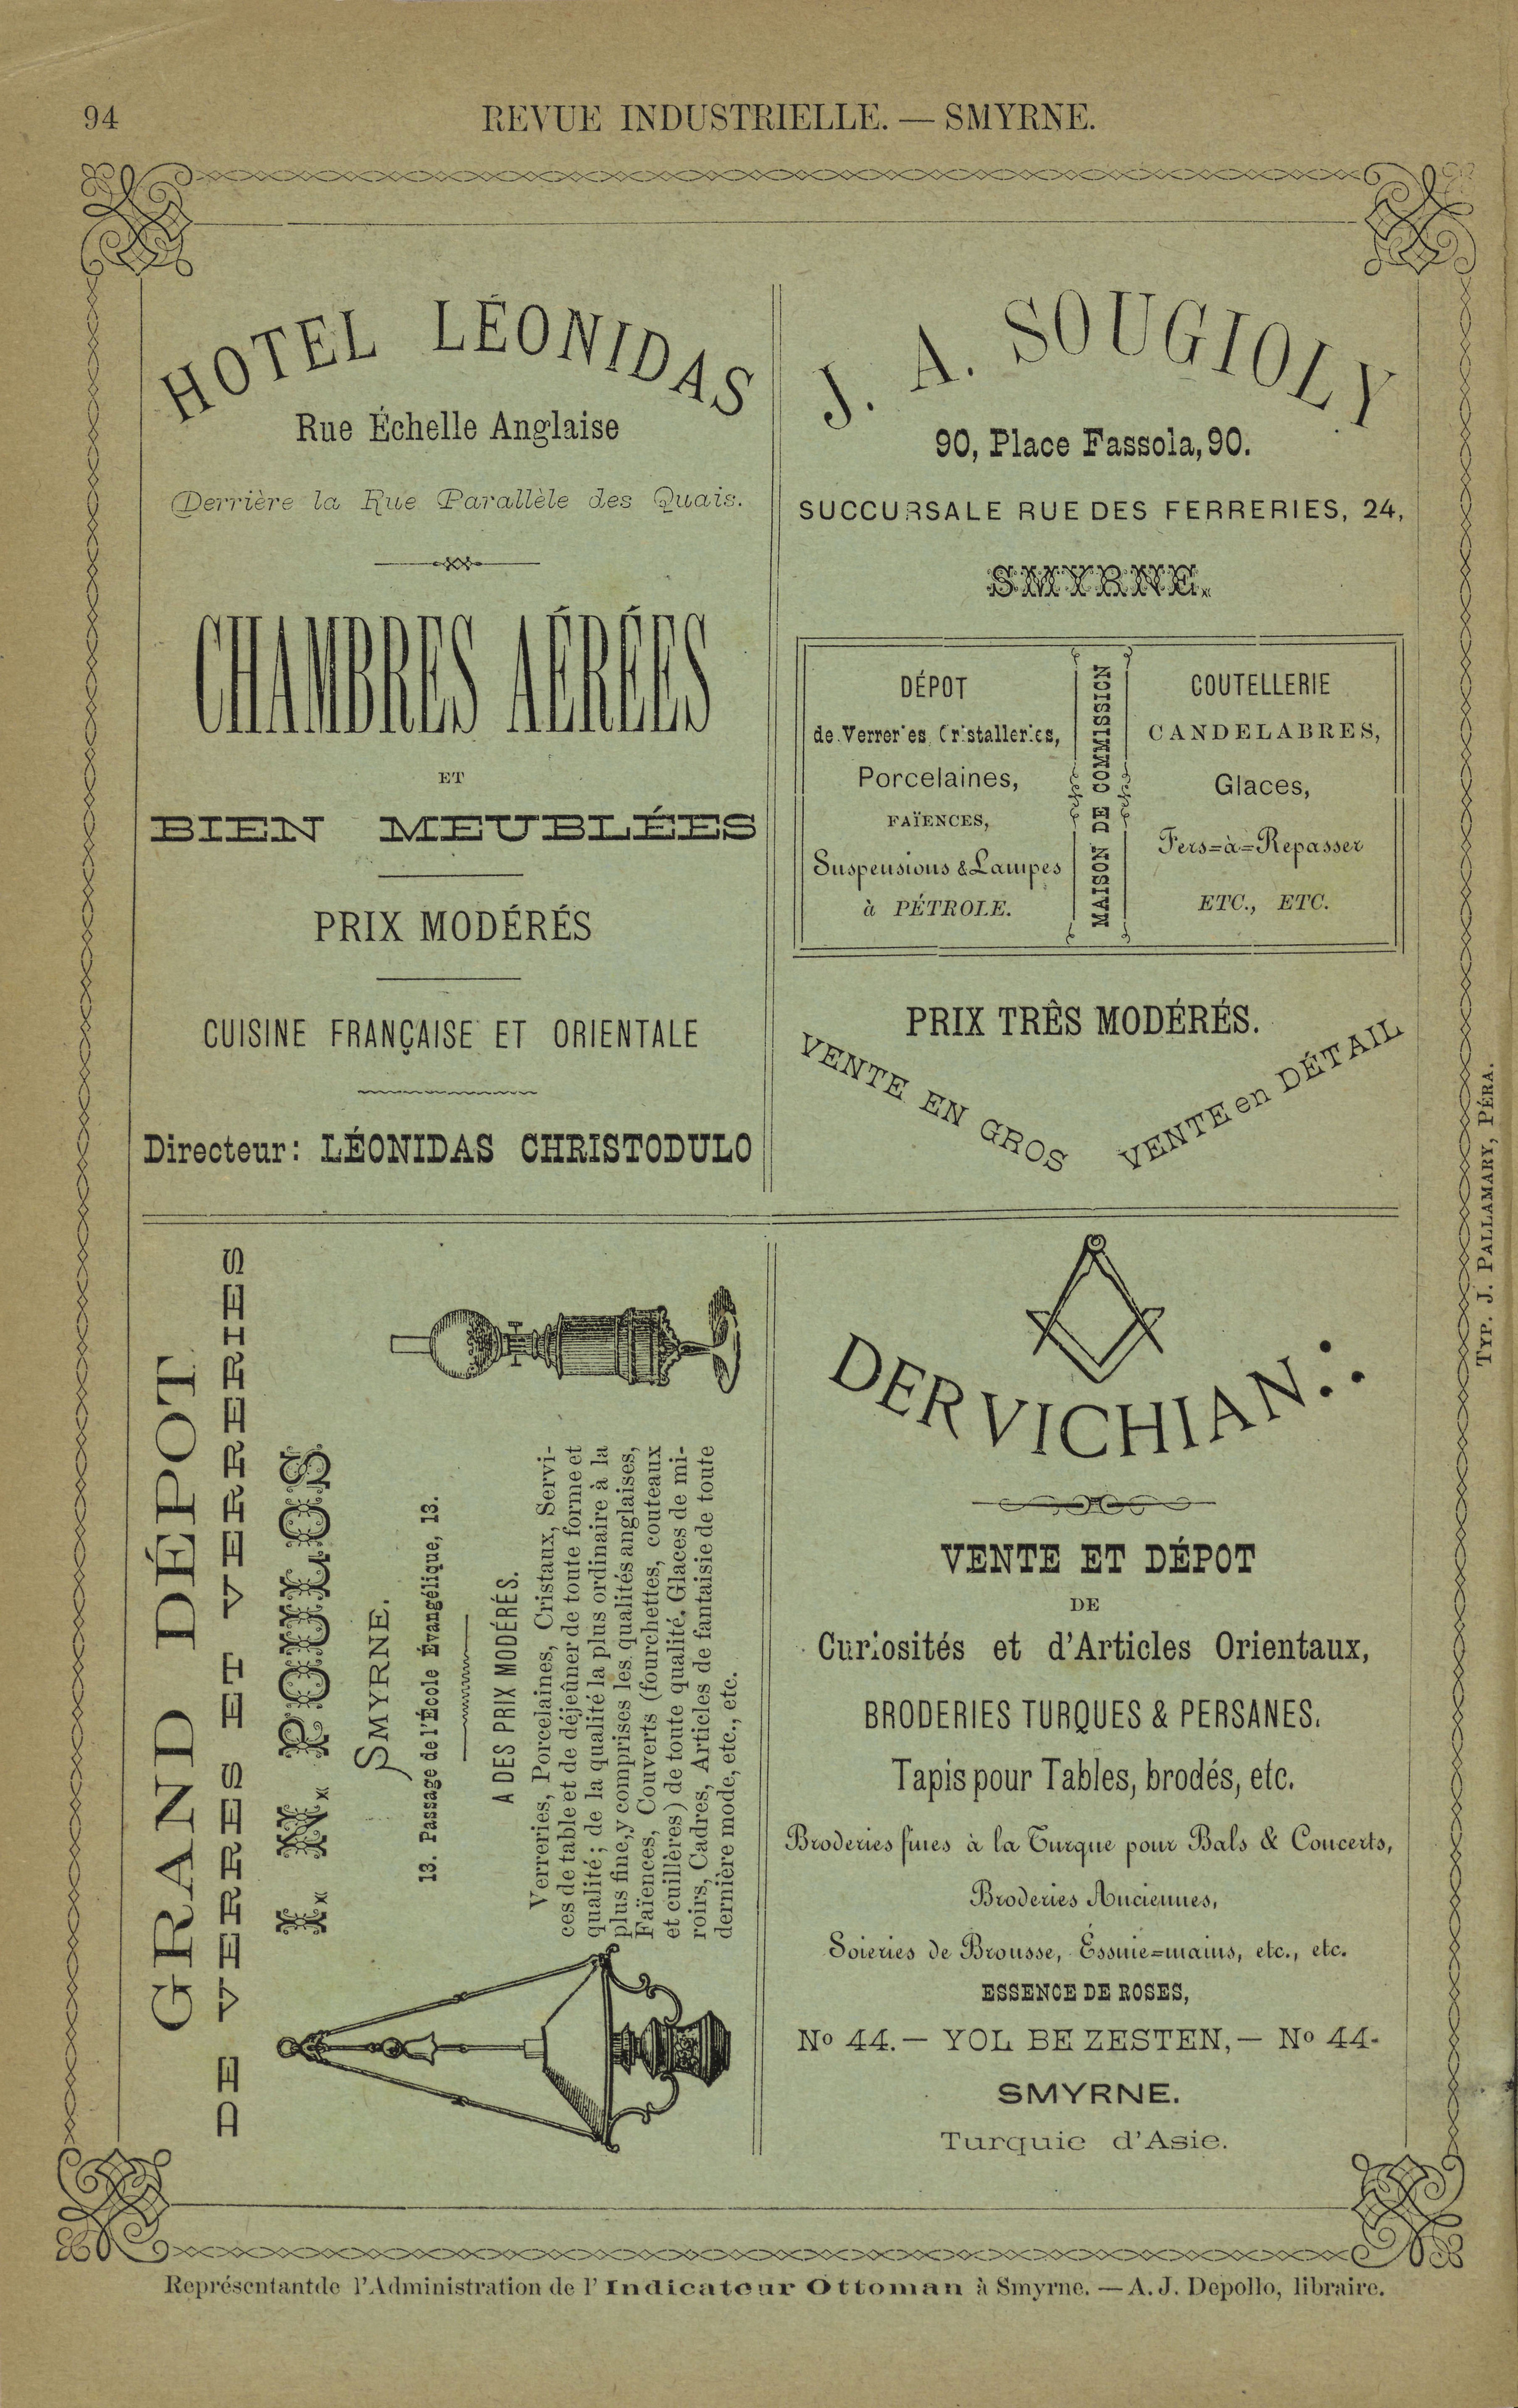 94
REVUE INDUSTRIELLE. — SMYRNE.
HOTEL LÉONIDAS
Rue Échelle Anglaise
Derrière la Rue Parallèle des Quais.
CHAMBRES AÉRÉES
ET
BIEN MEUBLÉES
PRIX MODÉRÉS
CUISINE FRANÇAISE ET ORIENTALE
Directeur: LÉONIDAS CHRISTODULO
J. A. SOUGIOLY
90, Place Fassola, 90.
SUCCURSALE RUE DES FERRERIES, 24,
SMYRNE.
DÉPOT
de Verreries Cristalleries,
Porcelaines,
FAÏENCES,
Suspensions & Lampes
à PÉTROLE.
MAISON DE COMMISSION
COUTELLERIE
CANDELABRES,
Glaces,
Fers-à-Repasser
ETC., ETC.
PRIX TRÊS MODÉRÉS.
VENTE EN GROS
VENTE en DÉTAIL
GRAND DÉPOT
DE VERRES ET VERRERIES
I. N. POULOS
SMYRNE.
13. Passage de l'École Évangélique, 13.
A DES PRIX MODÉRÉS.
Verreries, Porcelaines, Cristaux, Servi-
ces de table et de déjeûner de toute forme et
qualité; de la qualité la plus ordinaire à la
plus fine, y comprises les qualités anglaises,
Faïences, Couverts (fourchettes, couteaux
et cuillères) de toute qualité, Glaces de mi-
roirs, Cadres, Articles de fantaisie de toute
dernière mode, etc., etc.
DERVICHIAN∴
VENTE ET DÉPOT
DE
Curiosités et d'Articles Orientaux,
BRODERIES TURQUES & PERSANES.
Tapis pour Tables, brodés, etc.
Broderies fines à la Turque pour Bals & Concerts,
Broderies Anciennes,
Soieries de Brousse, Éssuie-mains, etc., etc.
ESSENCE DE ROSES,
No 44. — YOL BEZESTEN, — No 44.
SMYRNE.
Turquie d'Asie.
TYP. J. PALLAMARY, PÉRA.
Représentant de l'Administration de l'Indicateur Ottoman à Smyrne. — A. J. Depollo, libraire.